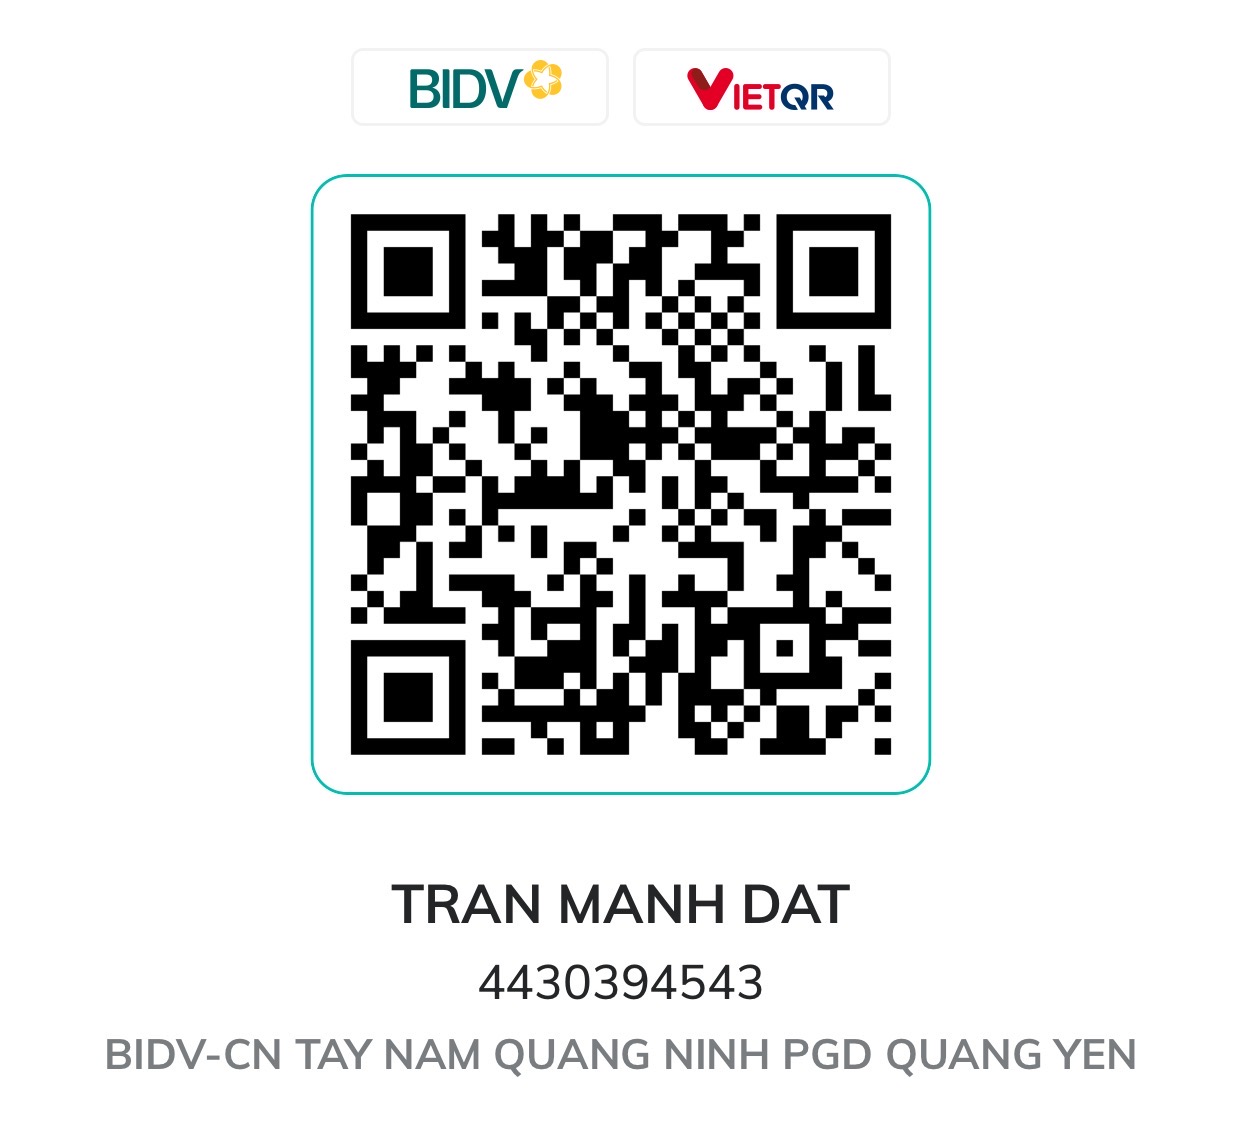 BIDV VIETQR
TRAN MANH DAT
4430394543
BIDV-CN TAY NAM QUANG NINH PGD QUANG YEN